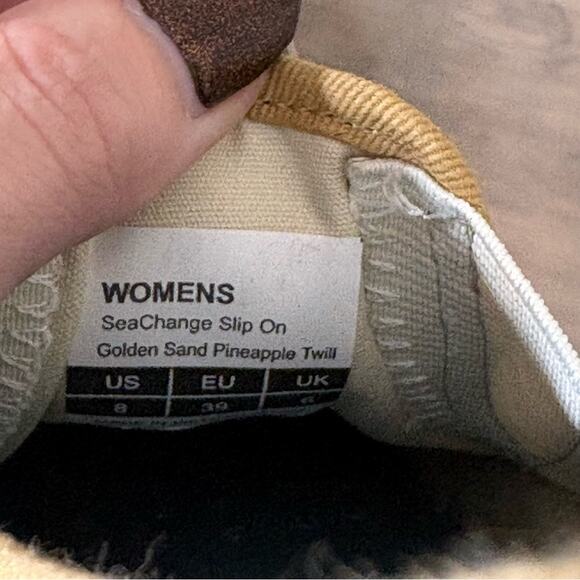 WOMENS
SeaChange Slip On
Golden Sand Pineapple Twill
US EU UK
8 39 6